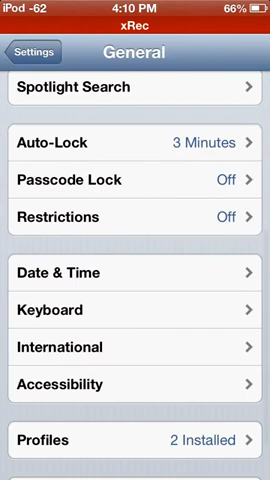 iPod -62 4:10 PM 66%
xRec
Settings General
Spotlight Search
Auto-Lock 3 Minutes
Passcode Lock Off
Restrictions Off
Date & Time
Keyboard
International
Accessibility
Profiles 2 Installed